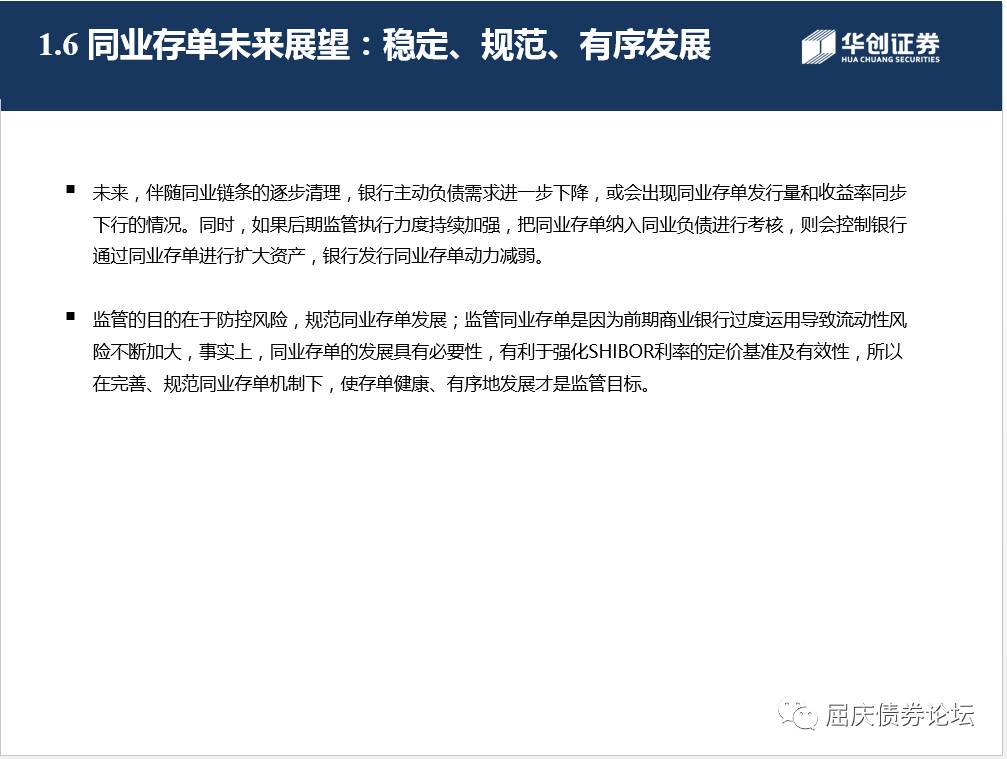 1.6 同业存单未来展望：稳定、规范、有序发展
华创证券
HUA CHUANG SECURITIES
未来，伴随同业链条的逐步清理，银行主动负债需求进一步下降，或会出现同业存单发行量和收益率同步
下行的情况。同时，如果后期监管执行力度持续加强，把同业存单纳入同业负债进行考核，则会控制银行
通过同业存单进行扩大资产，银行发行同业存单动力减弱。
监管的目的在于防控风险，规范同业存单发展；监管同业存单是因为前期商业银行过度运用导致流动性风
险不断加大，事实上，同业存单的发展具有必要性，有利于强化SHIBOR利率的定价基准及有效性，所以
在完善、规范同业存单机制下，使存单健康、有序地发展才是监管目标。
屈庆债券论坛